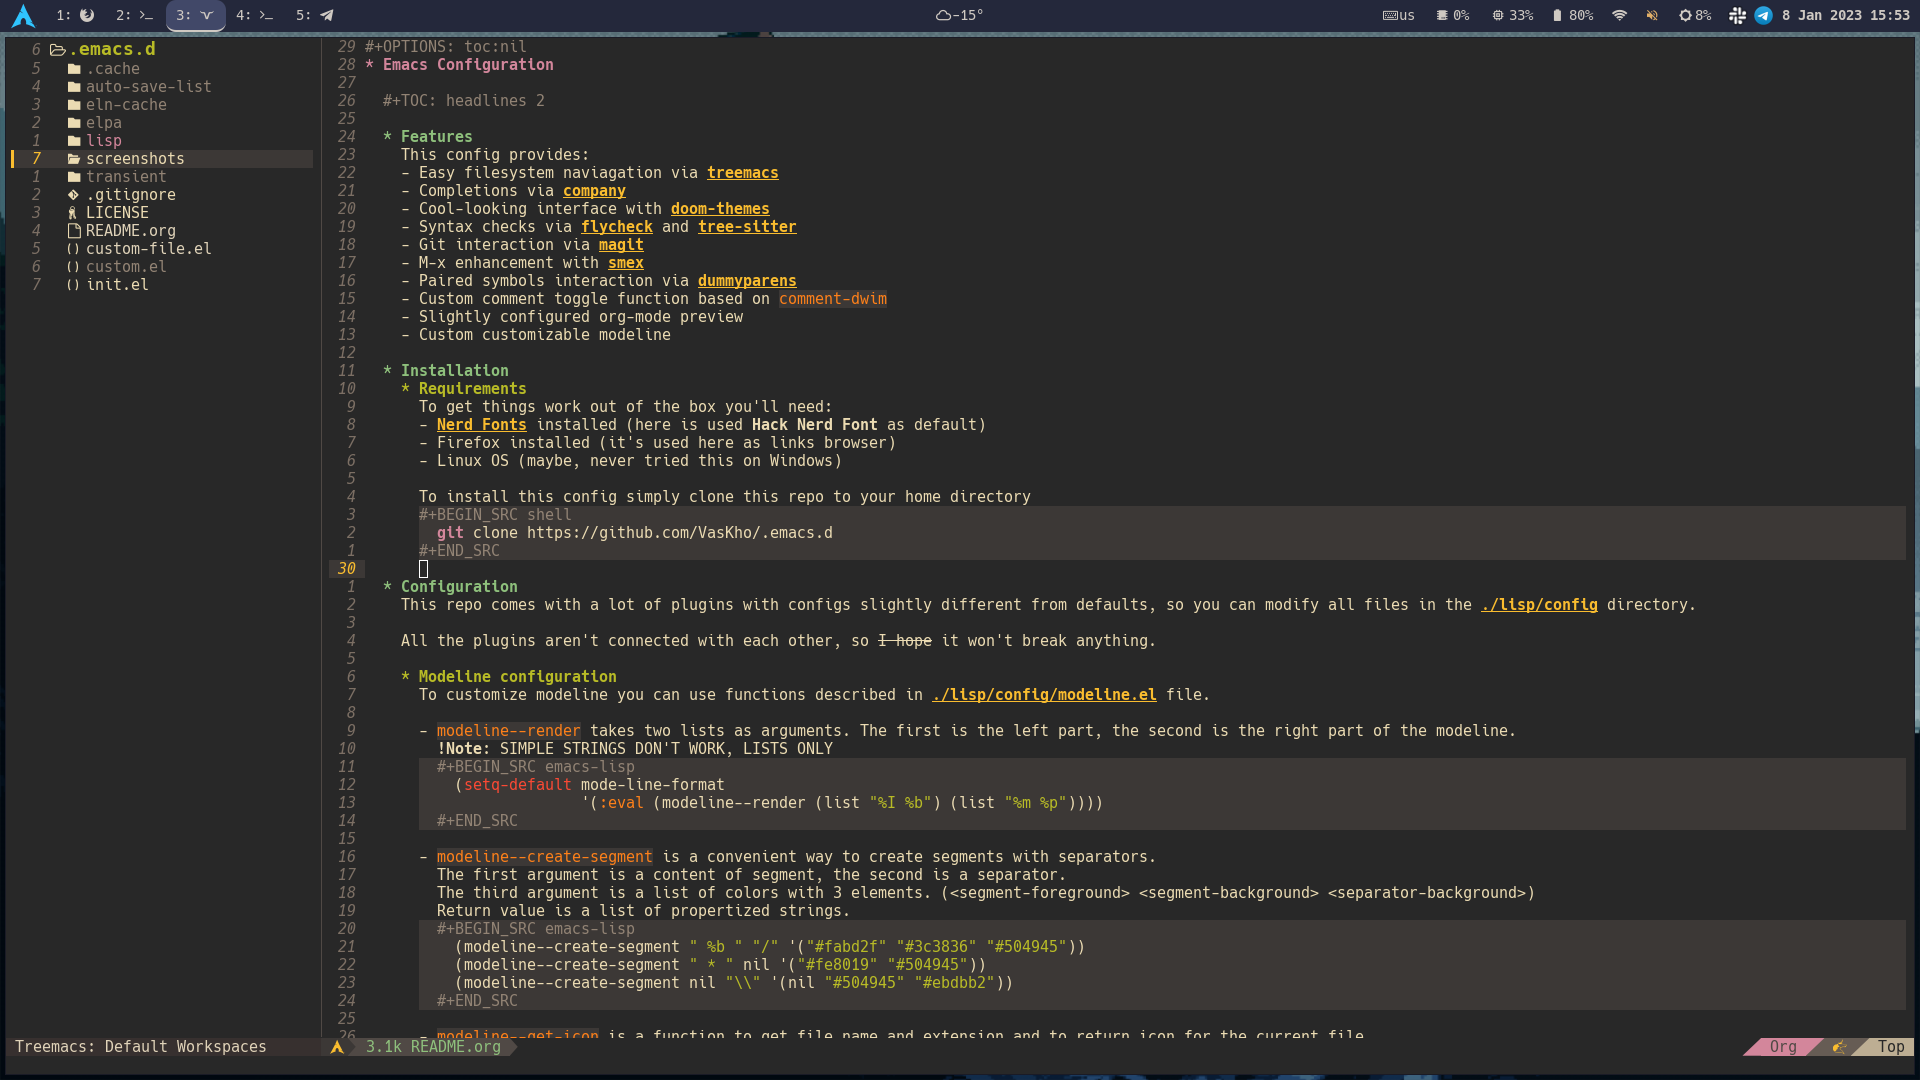 1: 2: 3: 4: 5: -15° us 0% 33% 80% 8% 8 Jan 2023 15:53
6 .emacs.d
5 .cache
4 auto-save-list
3 eln-cache
2 elpa
1 lisp
7 screenshots
1 transient
2 .gitignore
3 LICENSE
4 README.org
5 () custom-file.el
6 () custom.el
7 () init.el
29 #+OPTIONS: toc:nil
28 * Emacs Configuration
27
26 #+TOC: headlines 2
25
24 * Features
23 This config provides:
22 - Easy filesystem naviagation via treemacs
21 - Completions via company
20 - Cool-looking interface with doom-themes
19 - Syntax checks via flycheck and tree-sitter
18 - Git interaction via magit
17 - M-x enhancement with smex
16 - Paired symbols interaction via dummyparens
15 - Custom comment toggle function based on comment-dwim
14 - Slightly configured org-mode preview
13 - Custom customizable modeline
12
11 * Installation
10 * Requirements
9 To get things work out of the box you'll need:
8 - Nerd Fonts installed (here is used Hack Nerd Font as default)
7 - Firefox installed (it's used here as links browser)
6 - Linux OS (maybe, never tried this on Windows)
5
4 To install this config simply clone this repo to your home directory
3 #+BEGIN_SRC shell
2 git clone https://github.com/VasKho/.emacs.d
1 #+END_SRC
30
1 * Configuration
2 This repo comes with a lot of plugins with configs slightly different from defaults, so you can modify all files in the ./lisp/config directory.
3
4 All the plugins aren't connected with each other, so I hope it won't break anything.
5
6 * Modeline configuration
7 To customize modeline you can use functions described in ./lisp/config/modeline.el file.
8
9 - modeline--render takes two lists as arguments. The first is the left part, the second is the right part of the modeline.
10 !Note: SIMPLE STRINGS DON'T WORK, LISTS ONLY
11 #+BEGIN_SRC emacs-lisp
12 (setq-default mode-line-format
13 '(:eval (modeline--render (list "%I %b") (list "%m %p"))))
14 #+END_SRC
15
16 - modeline--create-segment is a convenient way to create segments with separators.
17 The first argument is a content of segment, the second is a separator.
18 The third argument is a list of colors with 3 elements. (<segment-foreground> <segment-background> <separator-background>)
19 Return value is a list of propertized strings.
20 #+BEGIN_SRC emacs-lisp
21 (modeline--create-segment " %b " "/" '("#fabd2f" "#3c3836" "#504945"))
22 (modeline--create-segment " * " nil '("#fe8019" "#504945"))
23 (modeline--create-segment nil "\\" '(nil "#504945" "#ebdbb2"))
24 #+END_SRC
25
26 - modeline--get-icon is a function to get file name and extension and to return icon for the current file
Treemacs: Default Workspaces 3.1k README.org Org Top